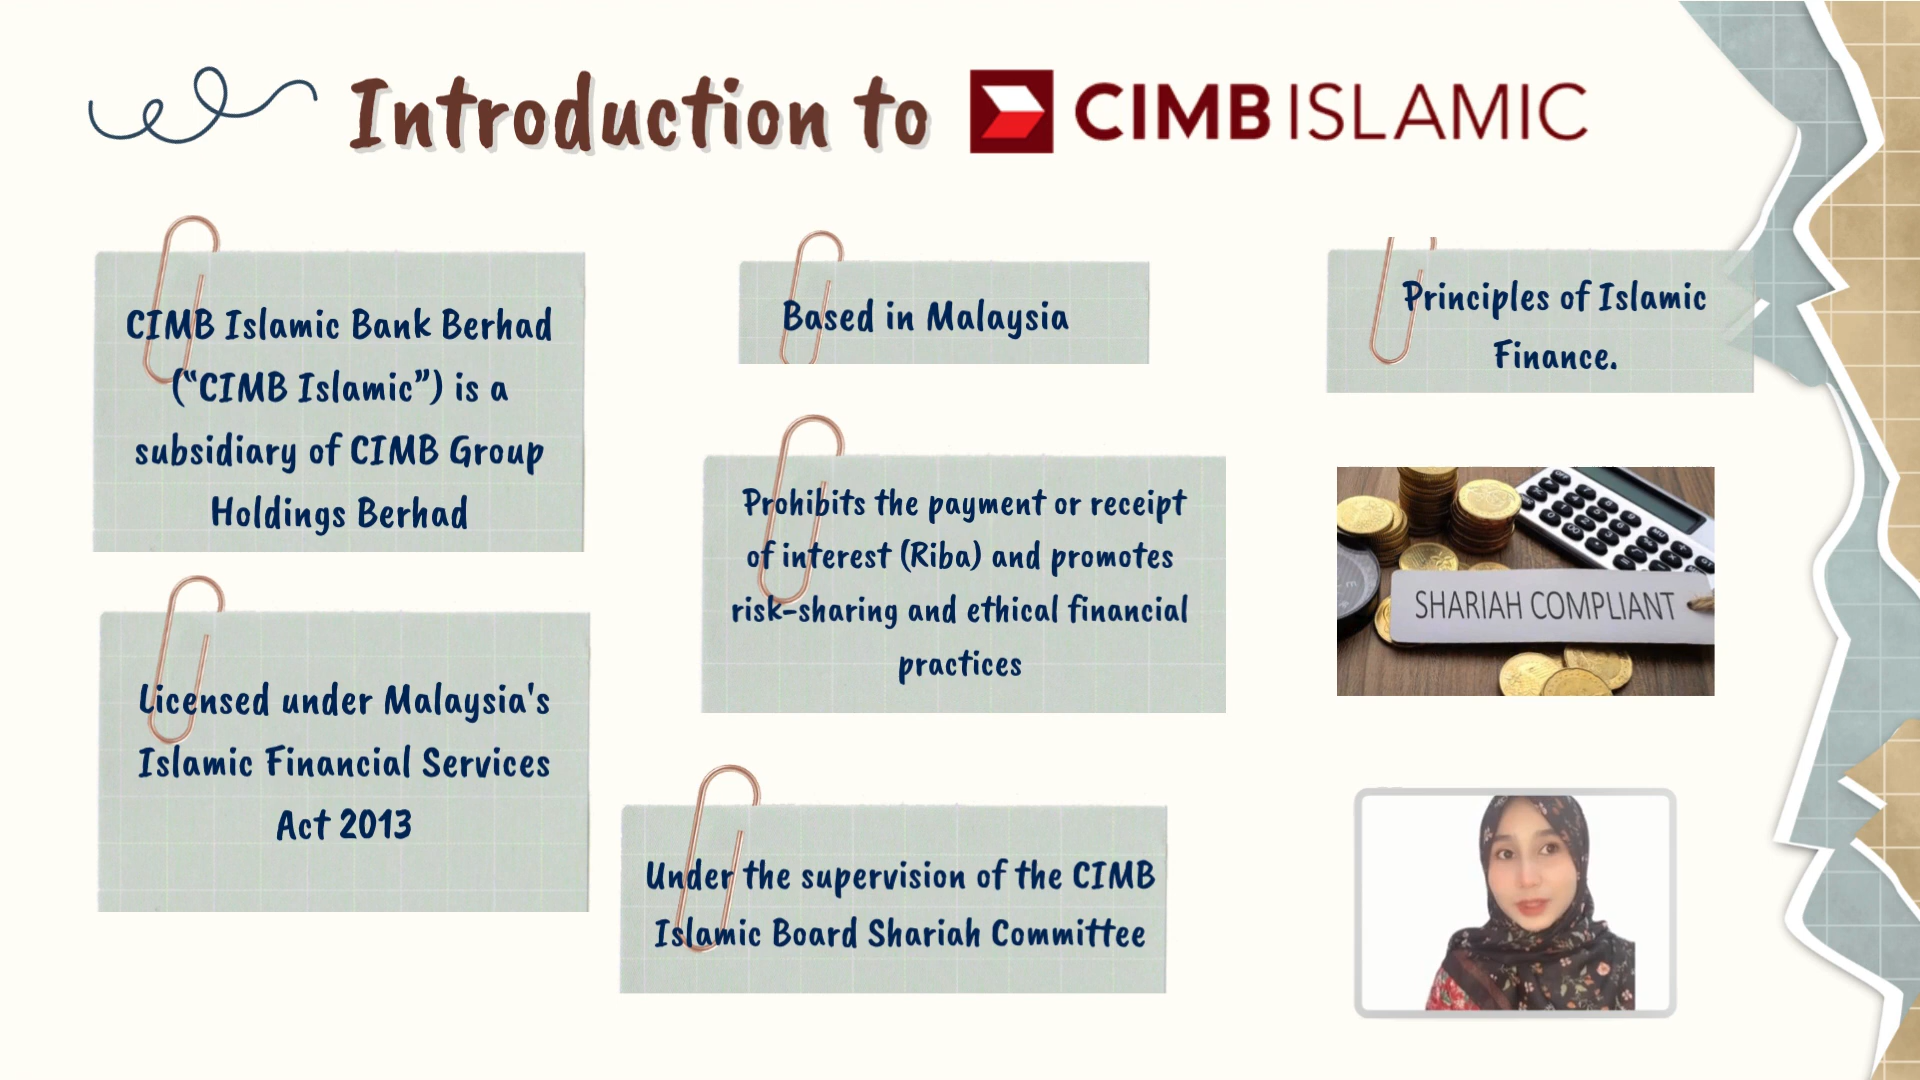 Introduction to CIMB ISLAMIC
CIMB Islamic Bank Berhad
(“CIMB Islamic”) is a
subsidiary of CIMB Group
Holdings Berhad
Licensed under Malaysia's
Islamic Financial Services
Act 2013
Based in Malaysia
Prohibits the payment or receipt
of interest (Riba) and promotes
risk-sharing and ethical financial
practices
Under the supervision of the CIMB
Islamic Board Shariah Committee
Principles of Islamic
Finance.
SHARIAH COMPLIANT